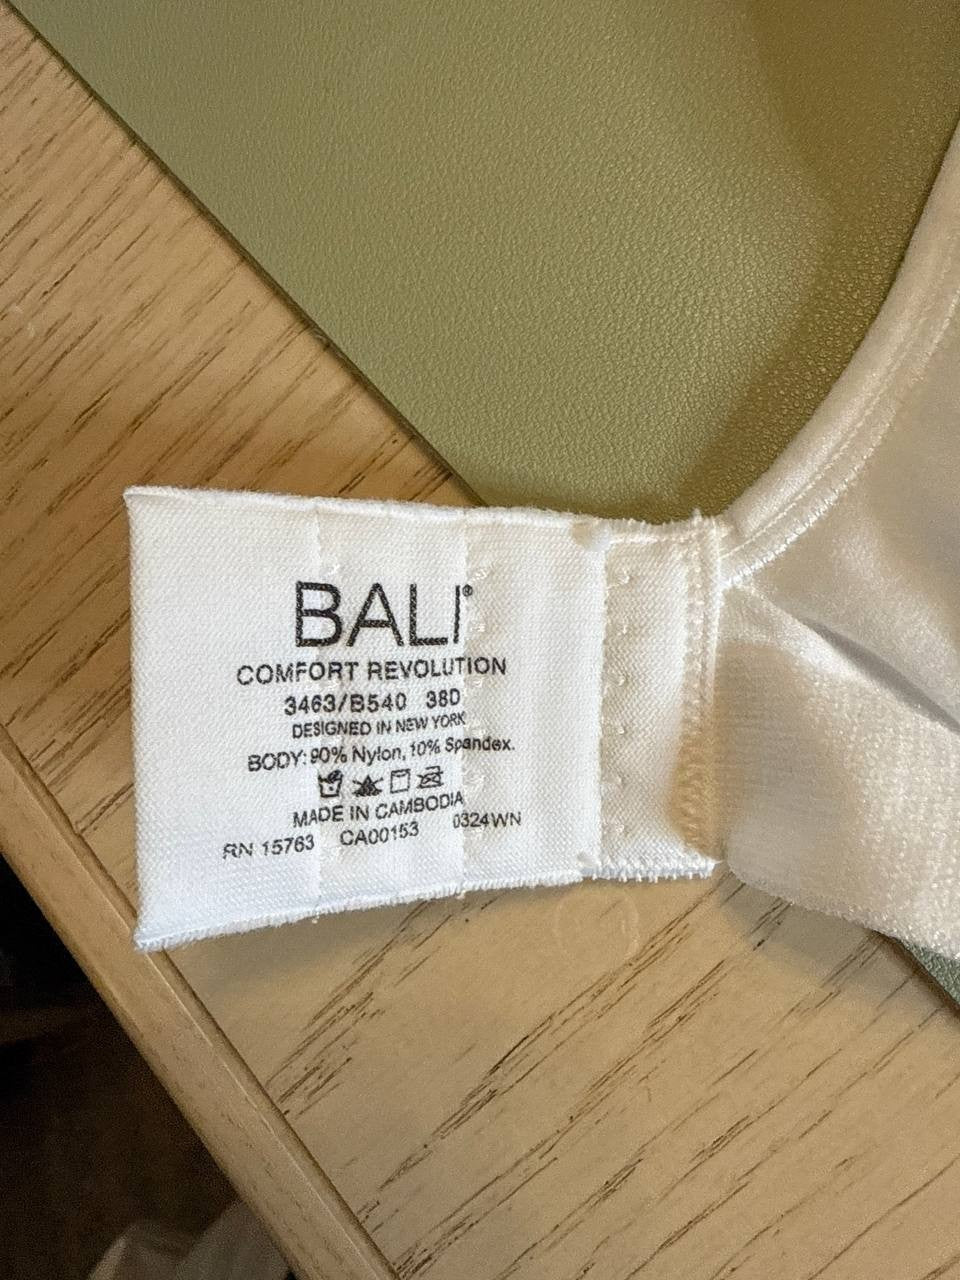 BALI®
COMFORT REVOLUTION
3463/B540 38D
DESIGNED IN NEW YORK
BODY: 90% Nylon, 10% Spandex.
MADE IN CAMBODIA
RN 15763 CA00153 0324WN